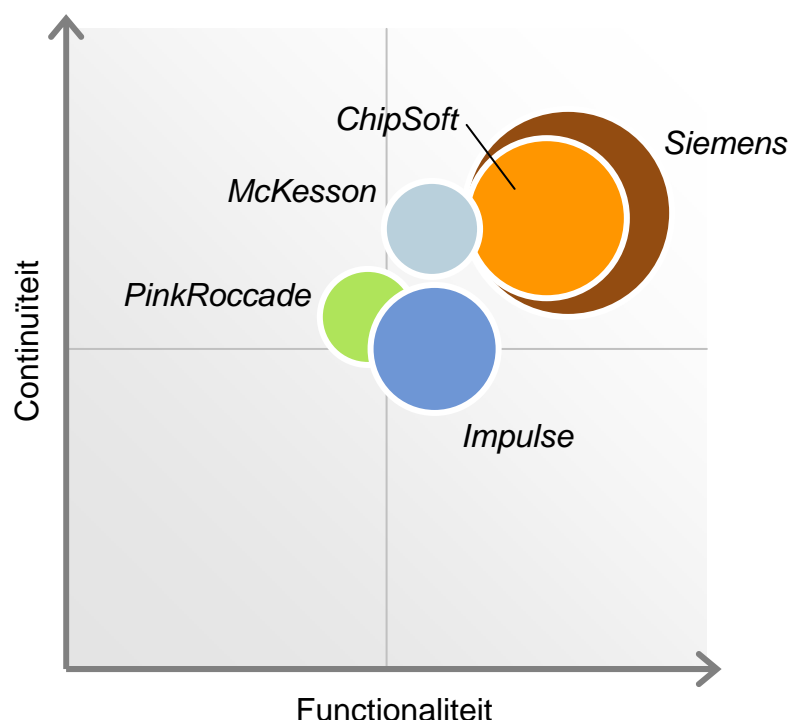 ChipSoft
Siemens
McKesson
PinkRoccade
Impulse
Continuïteit
Functionaliteit